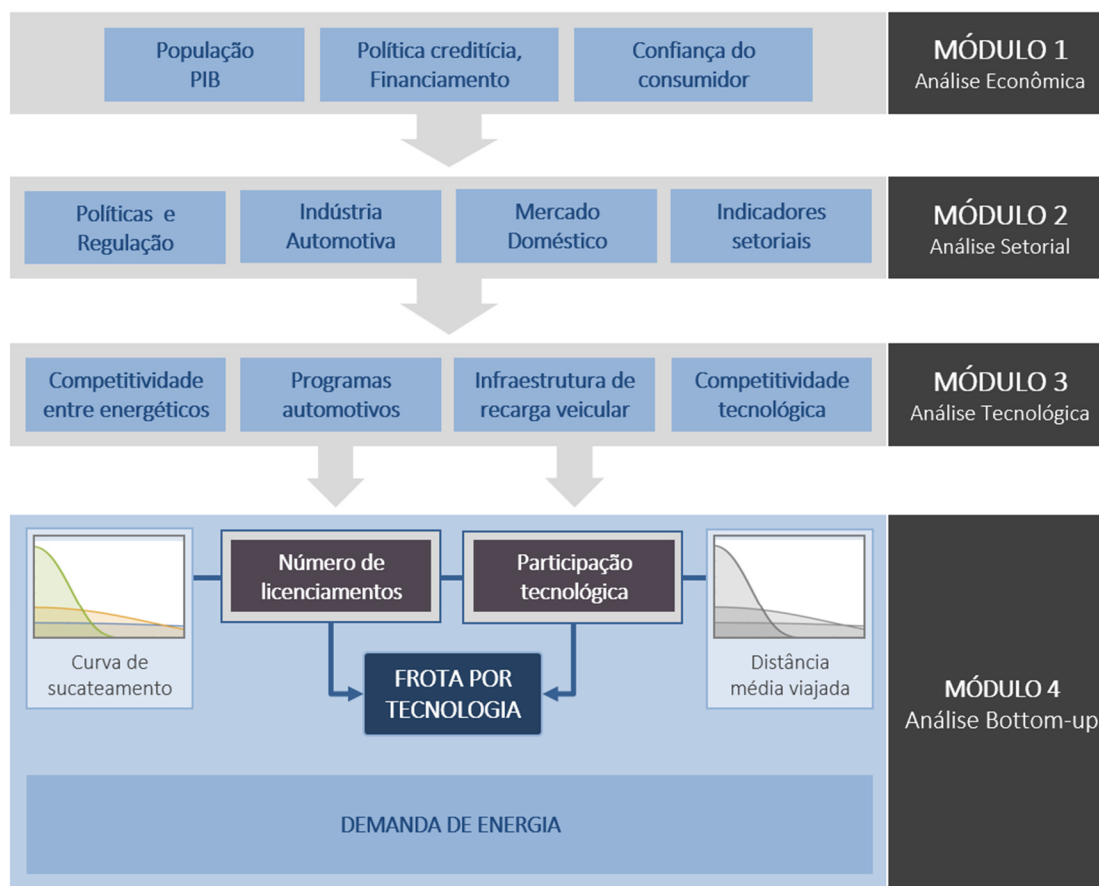 População
PIB
Política creditícia,
Financiamento
Confiança do
consumidor
MÓDULO 1
Análise Econômica
Políticas e
Regulação
Indústria
Automotiva
Mercado
Doméstico
Indicadores
setoriais
MÓDULO 2
Análise Setorial
Competitividade
entre energéticos
Programas
automotivos
Infraestrutura de
recarga veicular
Competitividade
tecnológica
MÓDULO 3
Análise Tecnológica
Curva de
sucateamento
Número de
licenciamentos
Participação
tecnológica
Distância
média viajada
FROTA POR
TECNOLOGIA
MÓDULO 4
Análise Bottom-up
DEMANDA DE ENERGIA